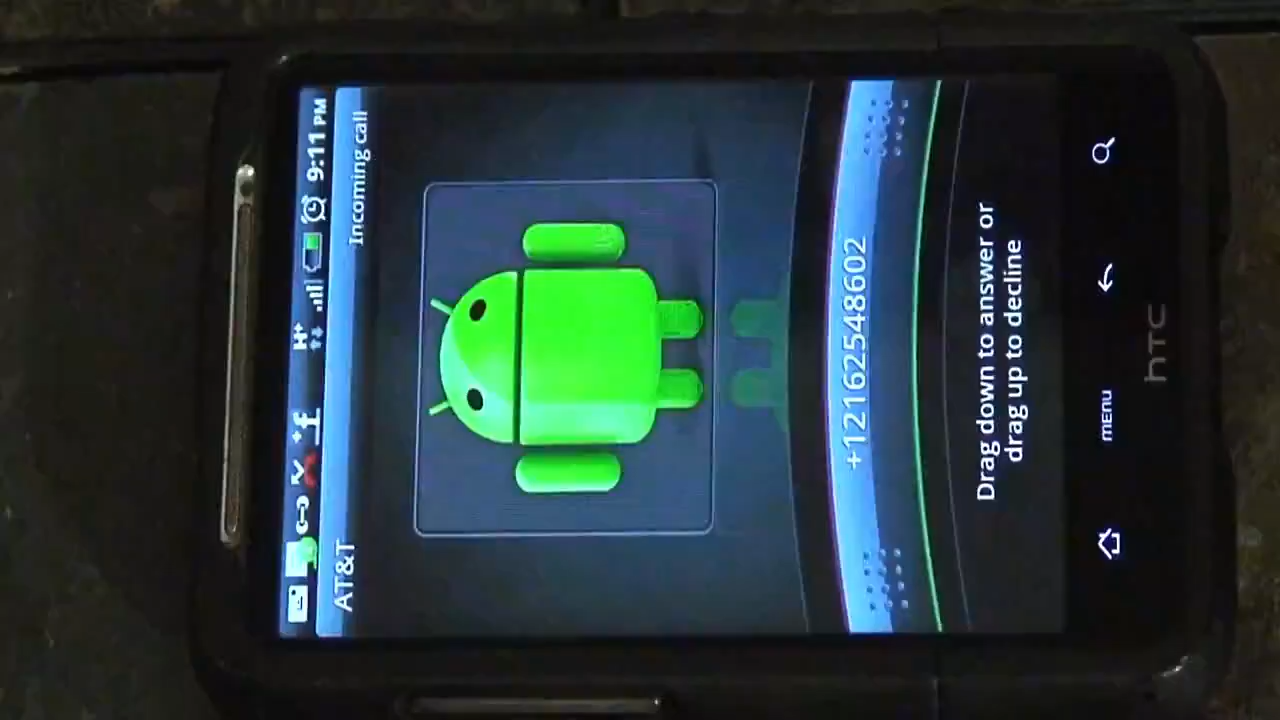 H+ 9:11 PM
AT&T Incoming call
+12162548602
Drag down to answer or
drag up to decline
MENU
hTC